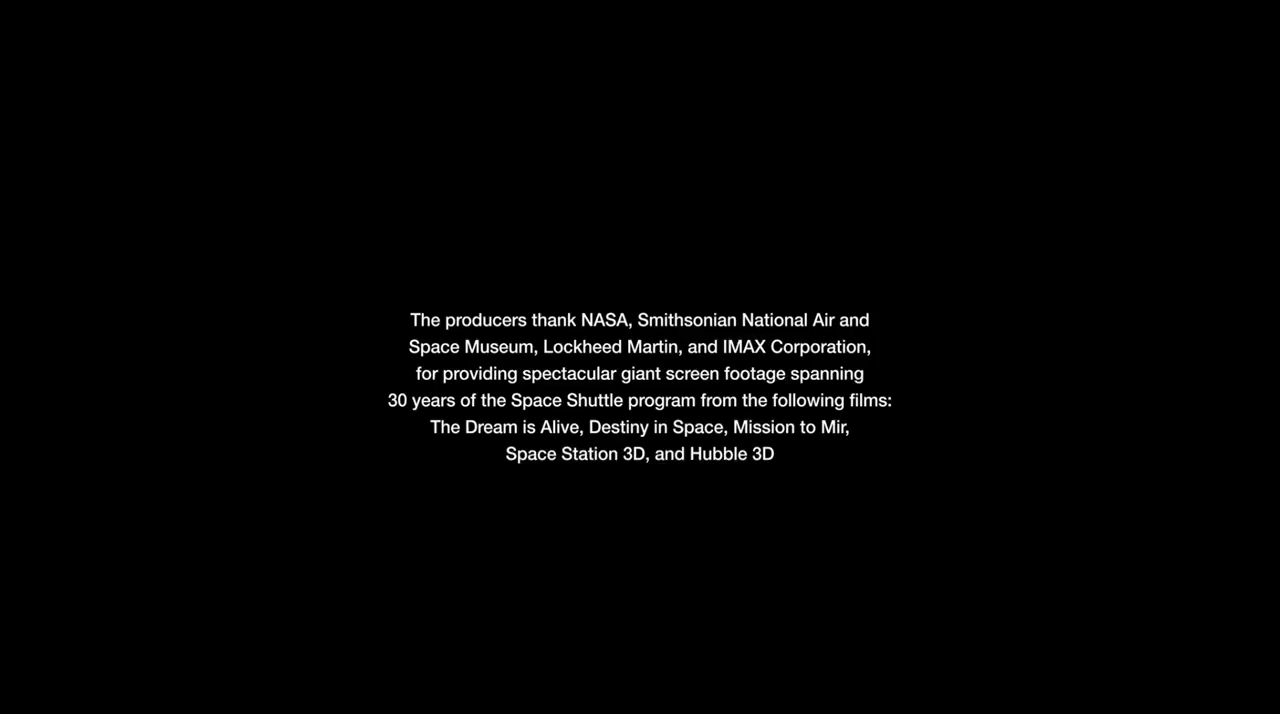 The producers thank NASA, Smithsonian National Air and
Space Museum, Lockheed Martin, and IMAX Corporation,
for providing spectacular giant screen footage spanning
30 years of the Space Shuttle program from the following films:
The Dream is Alive, Destiny in Space, Mission to Mir,
Space Station 3D, and Hubble 3D